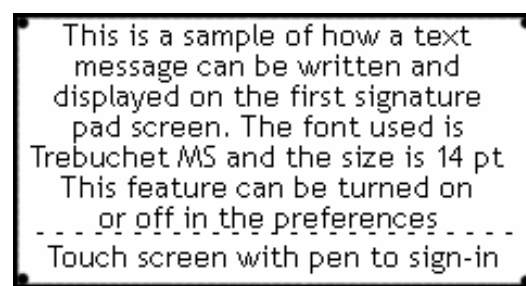 This is a sample of how a text
message can be written and
displayed on the first signature
pad screen. The font used is
Trebuchet MS and the size is 14 pt
This feature can be turned on
or off in the preferences
Touch screen with pen to sign-in